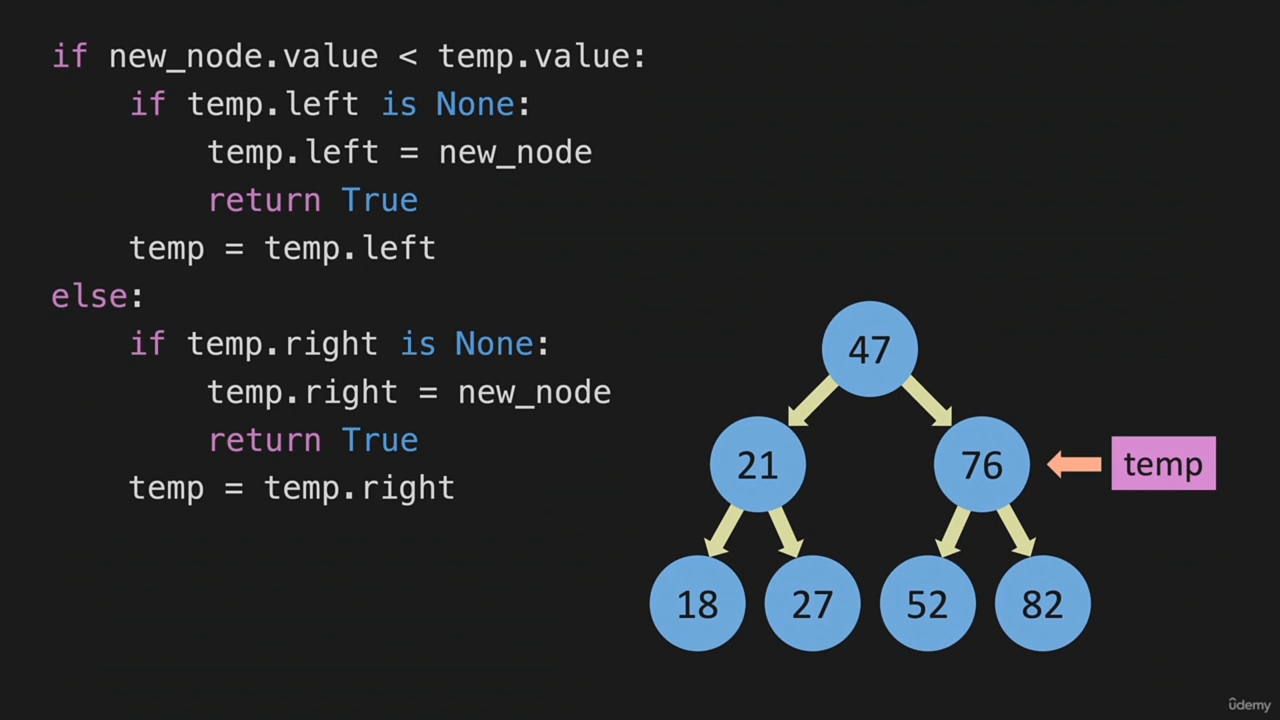 if new_node.value < temp.value:
    if temp.left is None:
        temp.left = new_node
        return True
    temp = temp.left
else:
    if temp.right is None:
        temp.right = new_node
        return True
    temp = temp.right
47
21
76
temp
18
27
52
82
ûdemy